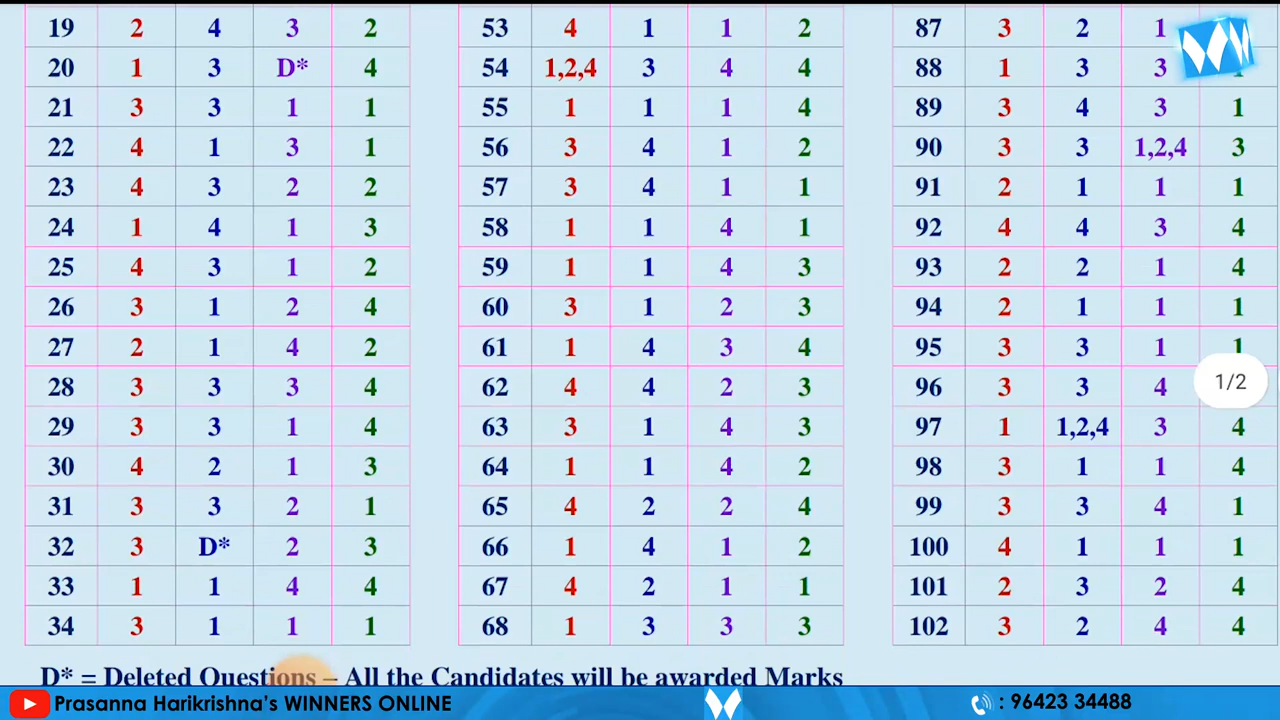 19 2 4 3 2 53 4 1 1 2 87 3 2 1
20 1 3 D* 4 54 1,2,4 3 4 4 88 1 3 3
21 3 3 1 1 55 1 1 1 4 89 3 4 3 1
22 4 1 3 1 56 3 4 1 2 90 3 3 1,2,4 3
23 4 3 2 2 57 3 4 1 1 91 2 1 1 1
24 1 4 1 3 58 1 1 4 1 92 4 4 3 4
25 4 3 1 2 59 1 1 4 3 93 2 2 1 4
26 3 1 2 4 60 3 1 2 3 94 2 1 1 1
27 2 1 4 2 61 1 4 3 4 95 3 3 1 1
28 3 3 3 4 62 4 4 2 3 96 3 3 4 1/2
29 3 3 1 4 63 3 1 4 3 97 1 1,2,4 3 4
30 4 2 1 3 64 1 1 4 2 98 3 1 1 4
31 3 3 2 1 65 4 2 2 4 99 3 3 4 1
32 3 D* 2 3 66 1 4 1 2 100 4 1 1 1
33 1 1 4 4 67 4 2 1 1 101 2 3 2 4
34 3 1 1 1 68 1 3 3 3 102 3 2 4 4
D* = Deleted Questions – All the Candidates will be awarded Marks
Prasanna Harikrishna's WINNERS ONLINE : 96423 34488